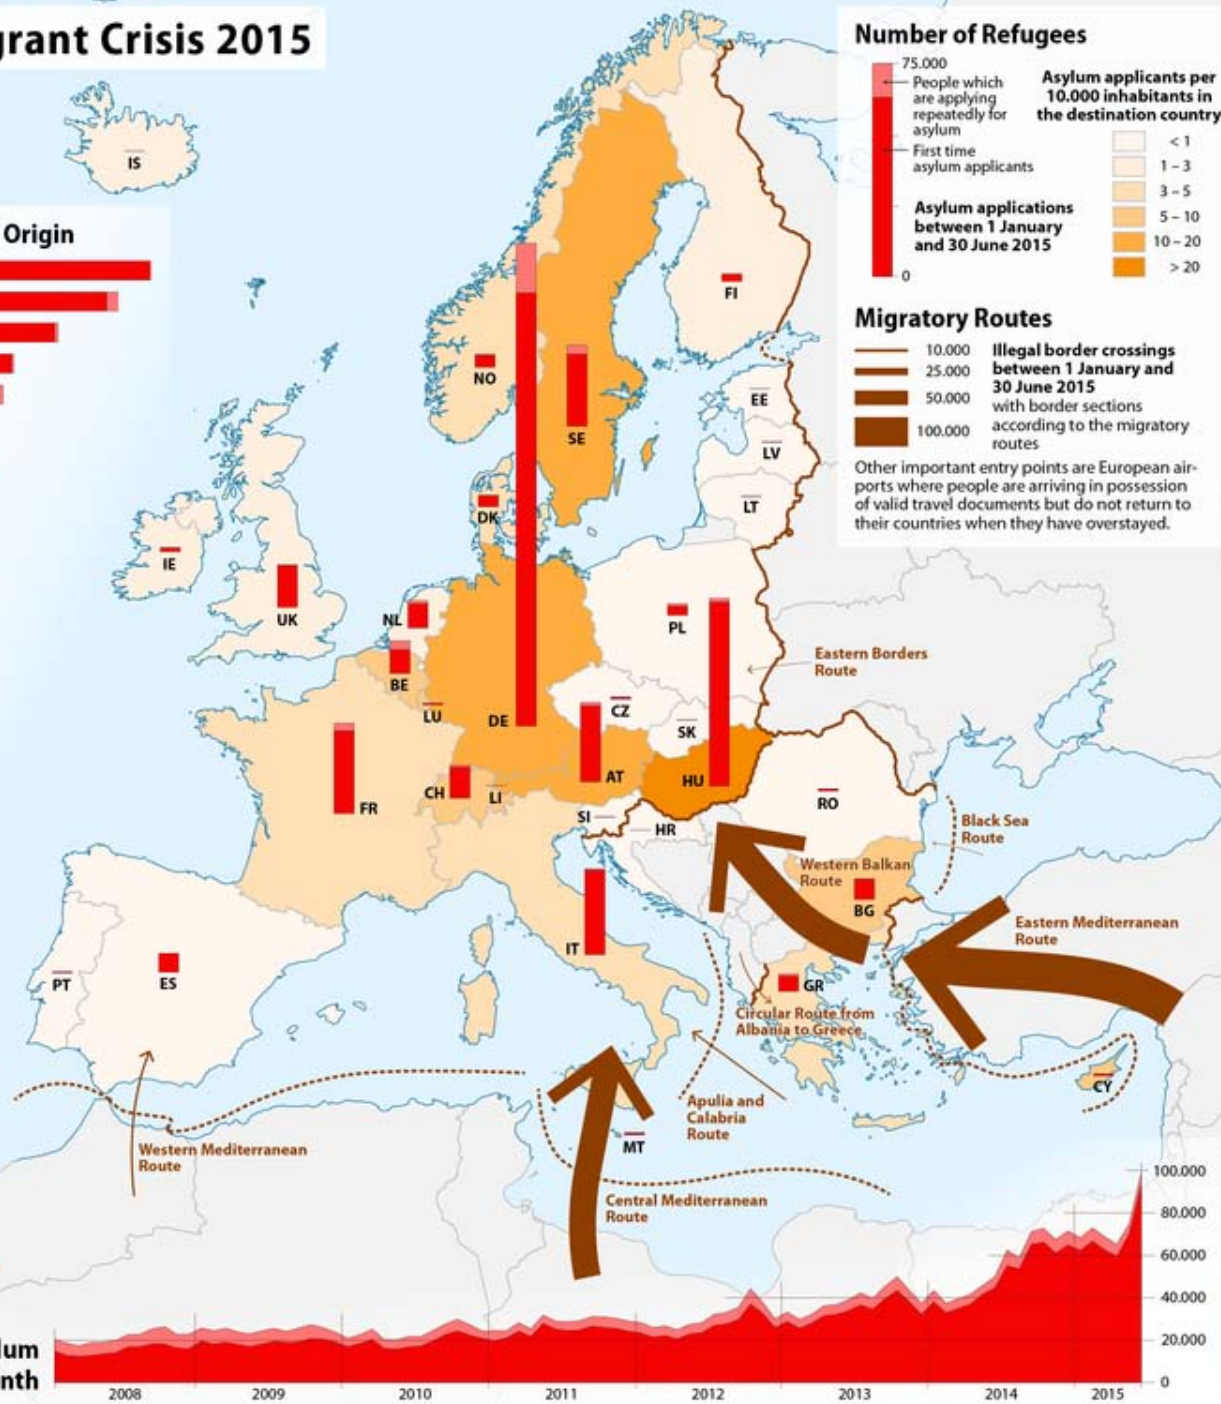 grant Crisis 2015
Origin
Number of Refugees
75.000
People which
are applying
repeatedly for
asylum
First time
asylum applicants
Asylum applications
between 1 January
and 30 June 2015
0
Asylum applicants per
10.000 inhabitants in
the destination country
< 1
1 – 3
3 – 5
5 – 10
10 – 20
> 20
Migratory Routes
10.000
25.000
50.000
100.000
Illegal border crossings
between 1 January and
30 June 2015
with border sections
according to the migratory
routes
Other important entry points are European air-
ports where people are arriving in possession
of valid travel documents but do not return to
their countries when they have overstayed.
IS
FI
NO
SE
EE
LV
LT
DK
IE
UK
NL
BE
LU
DE
PL
CZ
SK
AT
HU
CH
LI
FR
SI
HR
RO
BG
IT
GR
PT
ES
MT
CY
Eastern Borders
Route
Black Sea
Route
Western Balkan
Route
Eastern Mediterranean
Route
Circular Route from
Albania to Greece
Apulia and
Calabria
Route
Western Mediterranean
Route
Central Mediterranean
Route
100.000
80.000
60.000
40.000
20.000
0
lum
nth
2008
2009
2010
2011
2012
2013
2014
2015